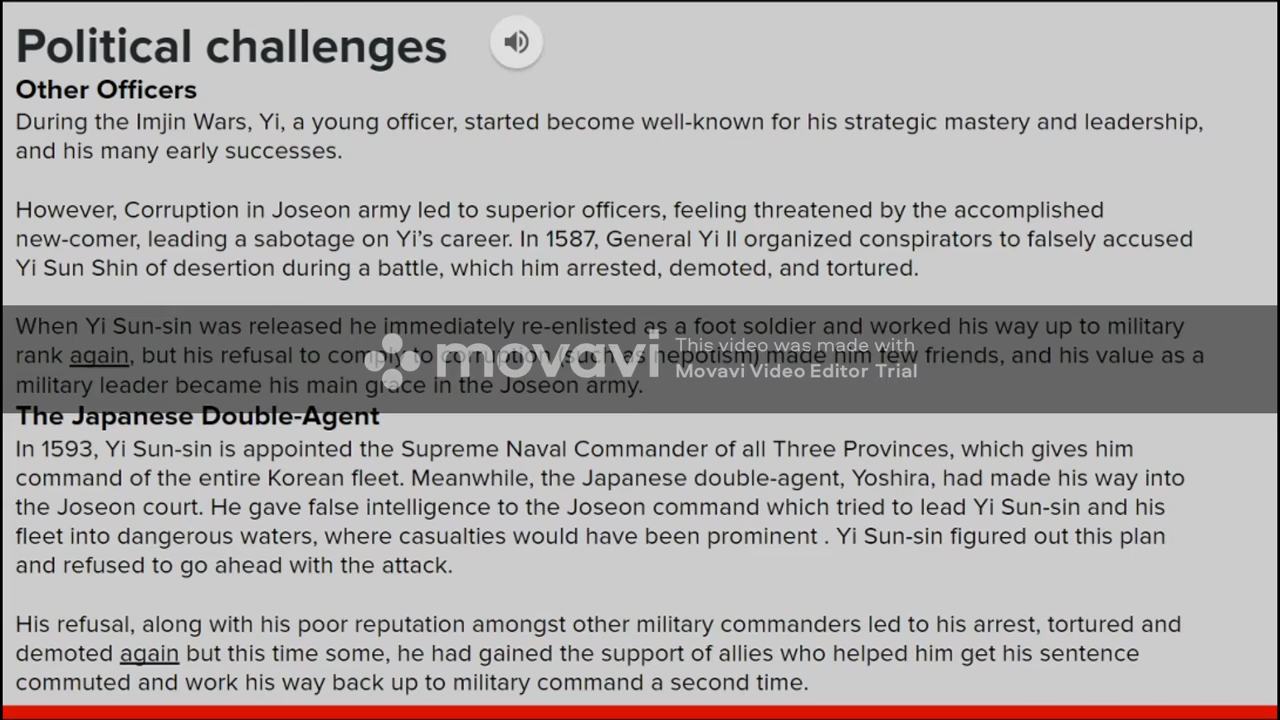 Political challenges
Other Officers
During the Imjin Wars, Yi, a young officer, started become well-known for his strategic mastery and leadership,
and his many early successes.
However, Corruption in Joseon army led to superior officers, feeling threatened by the accomplished
new-comer, leading a sabotage on Yi’s career. In 1587, General Yi Il organized conspirators to falsely accused
Yi Sun Shin of desertion during a battle, which him arrested, demoted, and tortured.
When Yi Sun-sin was released he immediately re-enlisted as a foot soldier and worked his way up to military
rank again, but his refusal to comply to corruption (such as nepotism) made him few friends, and his value as a
military leader became his main grace in the Joseon army.
movavi
This video was made with
Movavi Video Editor Trial
The Japanese Double-Agent
In 1593, Yi Sun-sin is appointed the Supreme Naval Commander of all Three Provinces, which gives him
command of the entire Korean fleet. Meanwhile, the Japanese double-agent, Yoshira, had made his way into
the Joseon court. He gave false intelligence to the Joseon command which tried to lead Yi Sun-sin and his
fleet into dangerous waters, where casualties would have been prominent . Yi Sun-sin figured out this plan
and refused to go ahead with the attack.
His refusal, along with his poor reputation amongst other military commanders led to his arrest, tortured and
demoted again but this time some, he had gained the support of allies who helped him get his sentence
commuted and work his way back up to military command a second time.